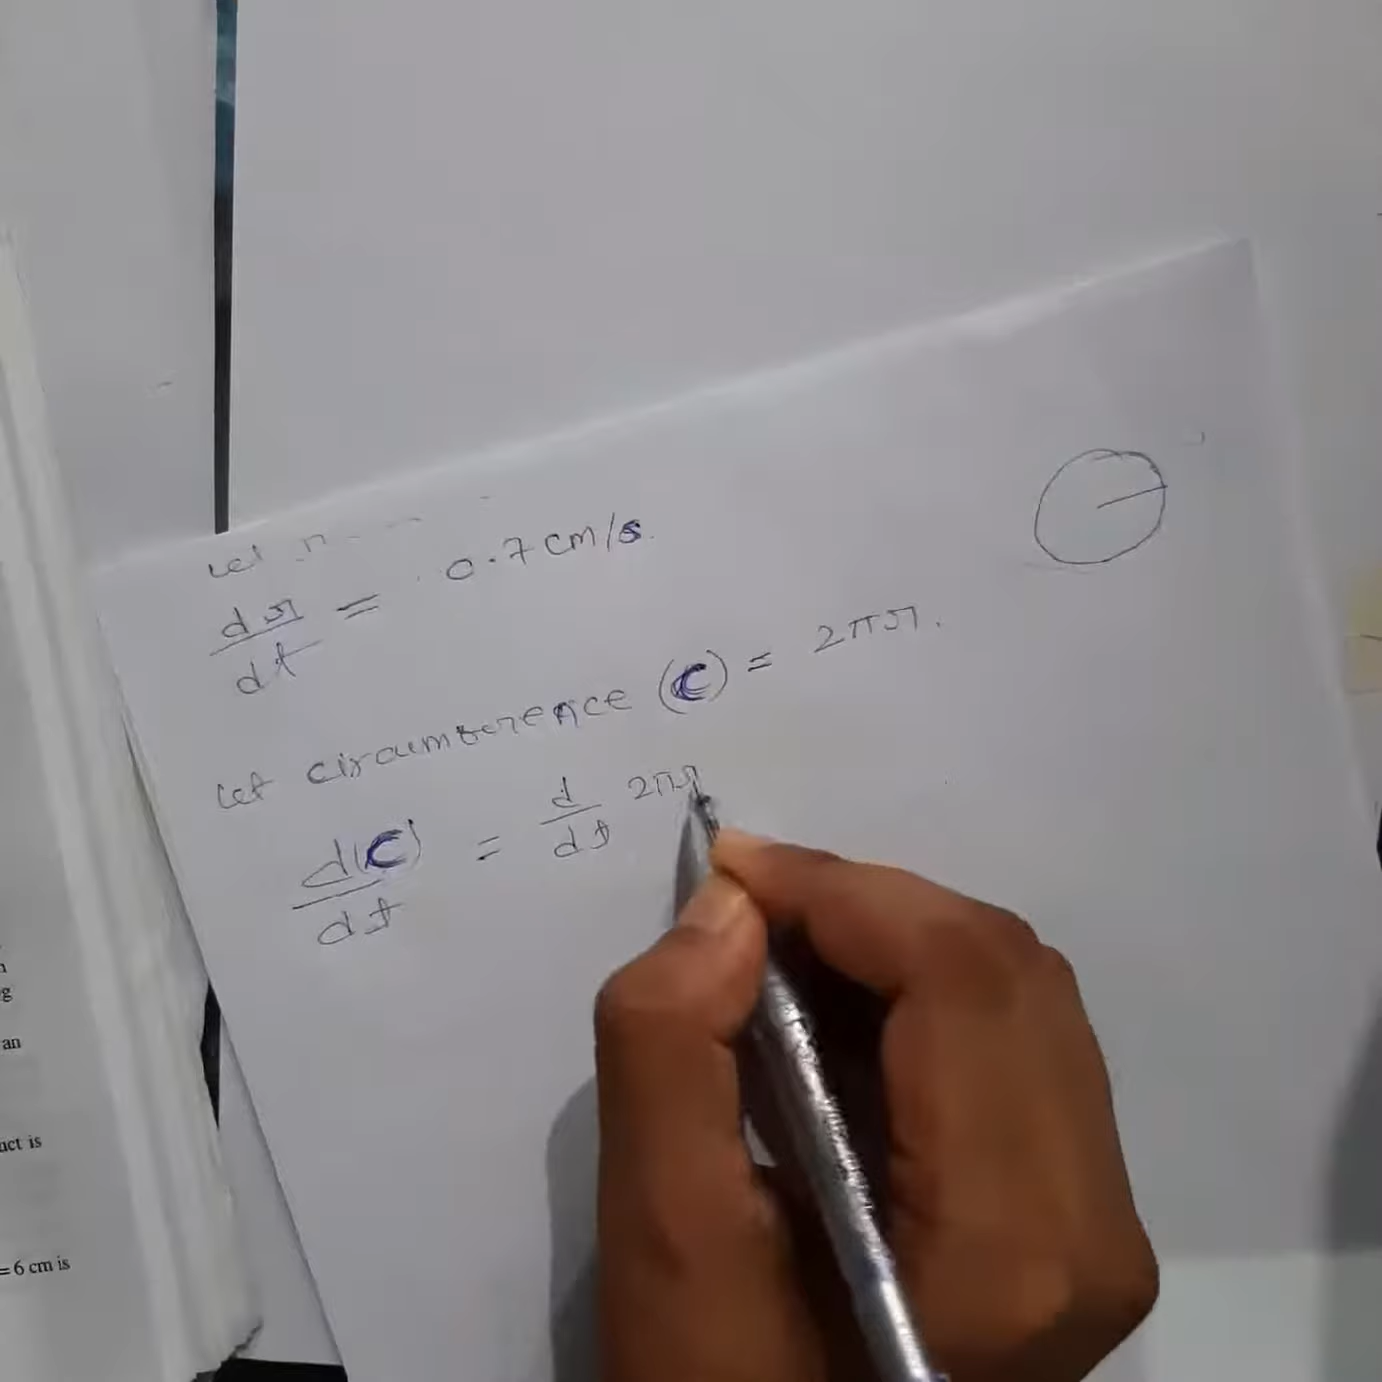 Let r
dr/dt = 0.7 cm/s.
Let circumference (C) = 2πr.
d(C)/dt = d/dt 2πr
g
an
uct is
= 6 cm is